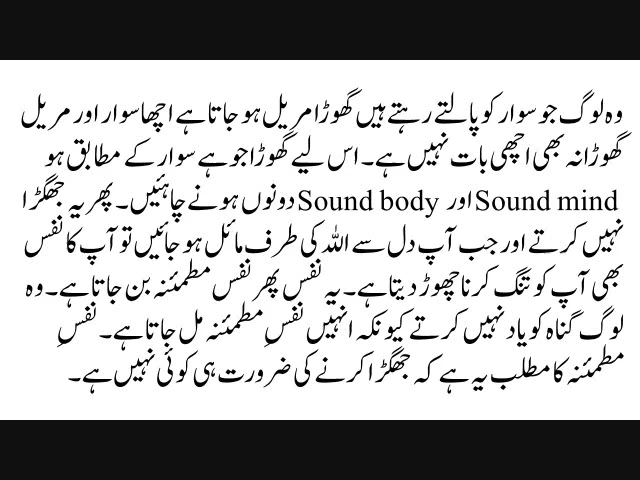 وہ لوگ جو سوار کو پالتے رہتے ہیں گھوڑا مریل ہو جاتا ہے اچھا سوار اور مریل
گھوڑا نہ بھی اچھی بات نہیں ہے۔ اس لیے گھوڑا جو ہے سوار کے مطابق ہو
Sound mind اور Sound body دونوں ہونے چاہئیں۔ پھر یہ جھگڑا
نہیں کرتے اور جب آپ دل سے اللہ کی طرف مائل ہو جائیں تو آپ کا نفس
بھی آپ کو تنگ کرنا چھوڑ دیتا ہے۔ یہ نفس پھر نفس مطمئنہ بن جاتا ہے۔ وہ
لوگ گناہ کو یاد نہیں کرتے کیونکہ انہیں نفسِ مطمئنہ مل جاتا ہے۔ نفسِ
مطمئنہ کا مطلب یہ ہے کہ جھگڑا کرنے کی ضرورت ہی کوئی نہیں ہے۔